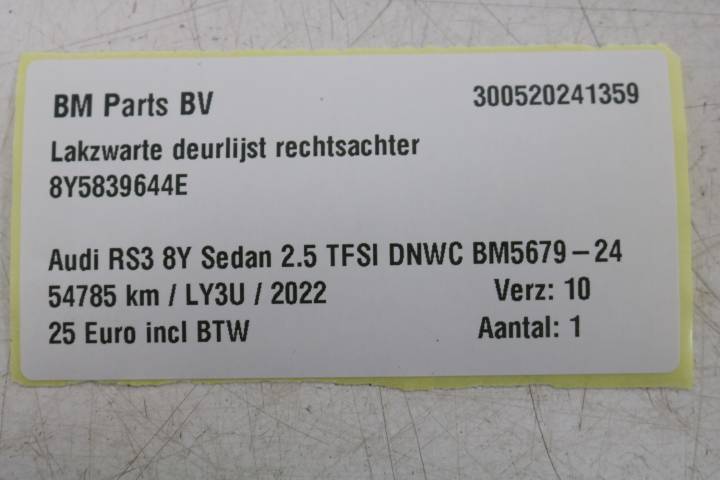 BM Parts BV 300520241359
Lakzwarte deurlijst rechtsachter
8Y5839644E
Audi RS3 8Y Sedan 2.5 TFSI DNWC BM5679-24
54785 km / LY3U / 2022 Verz: 10
25 Euro incl BTW Aantal: 1